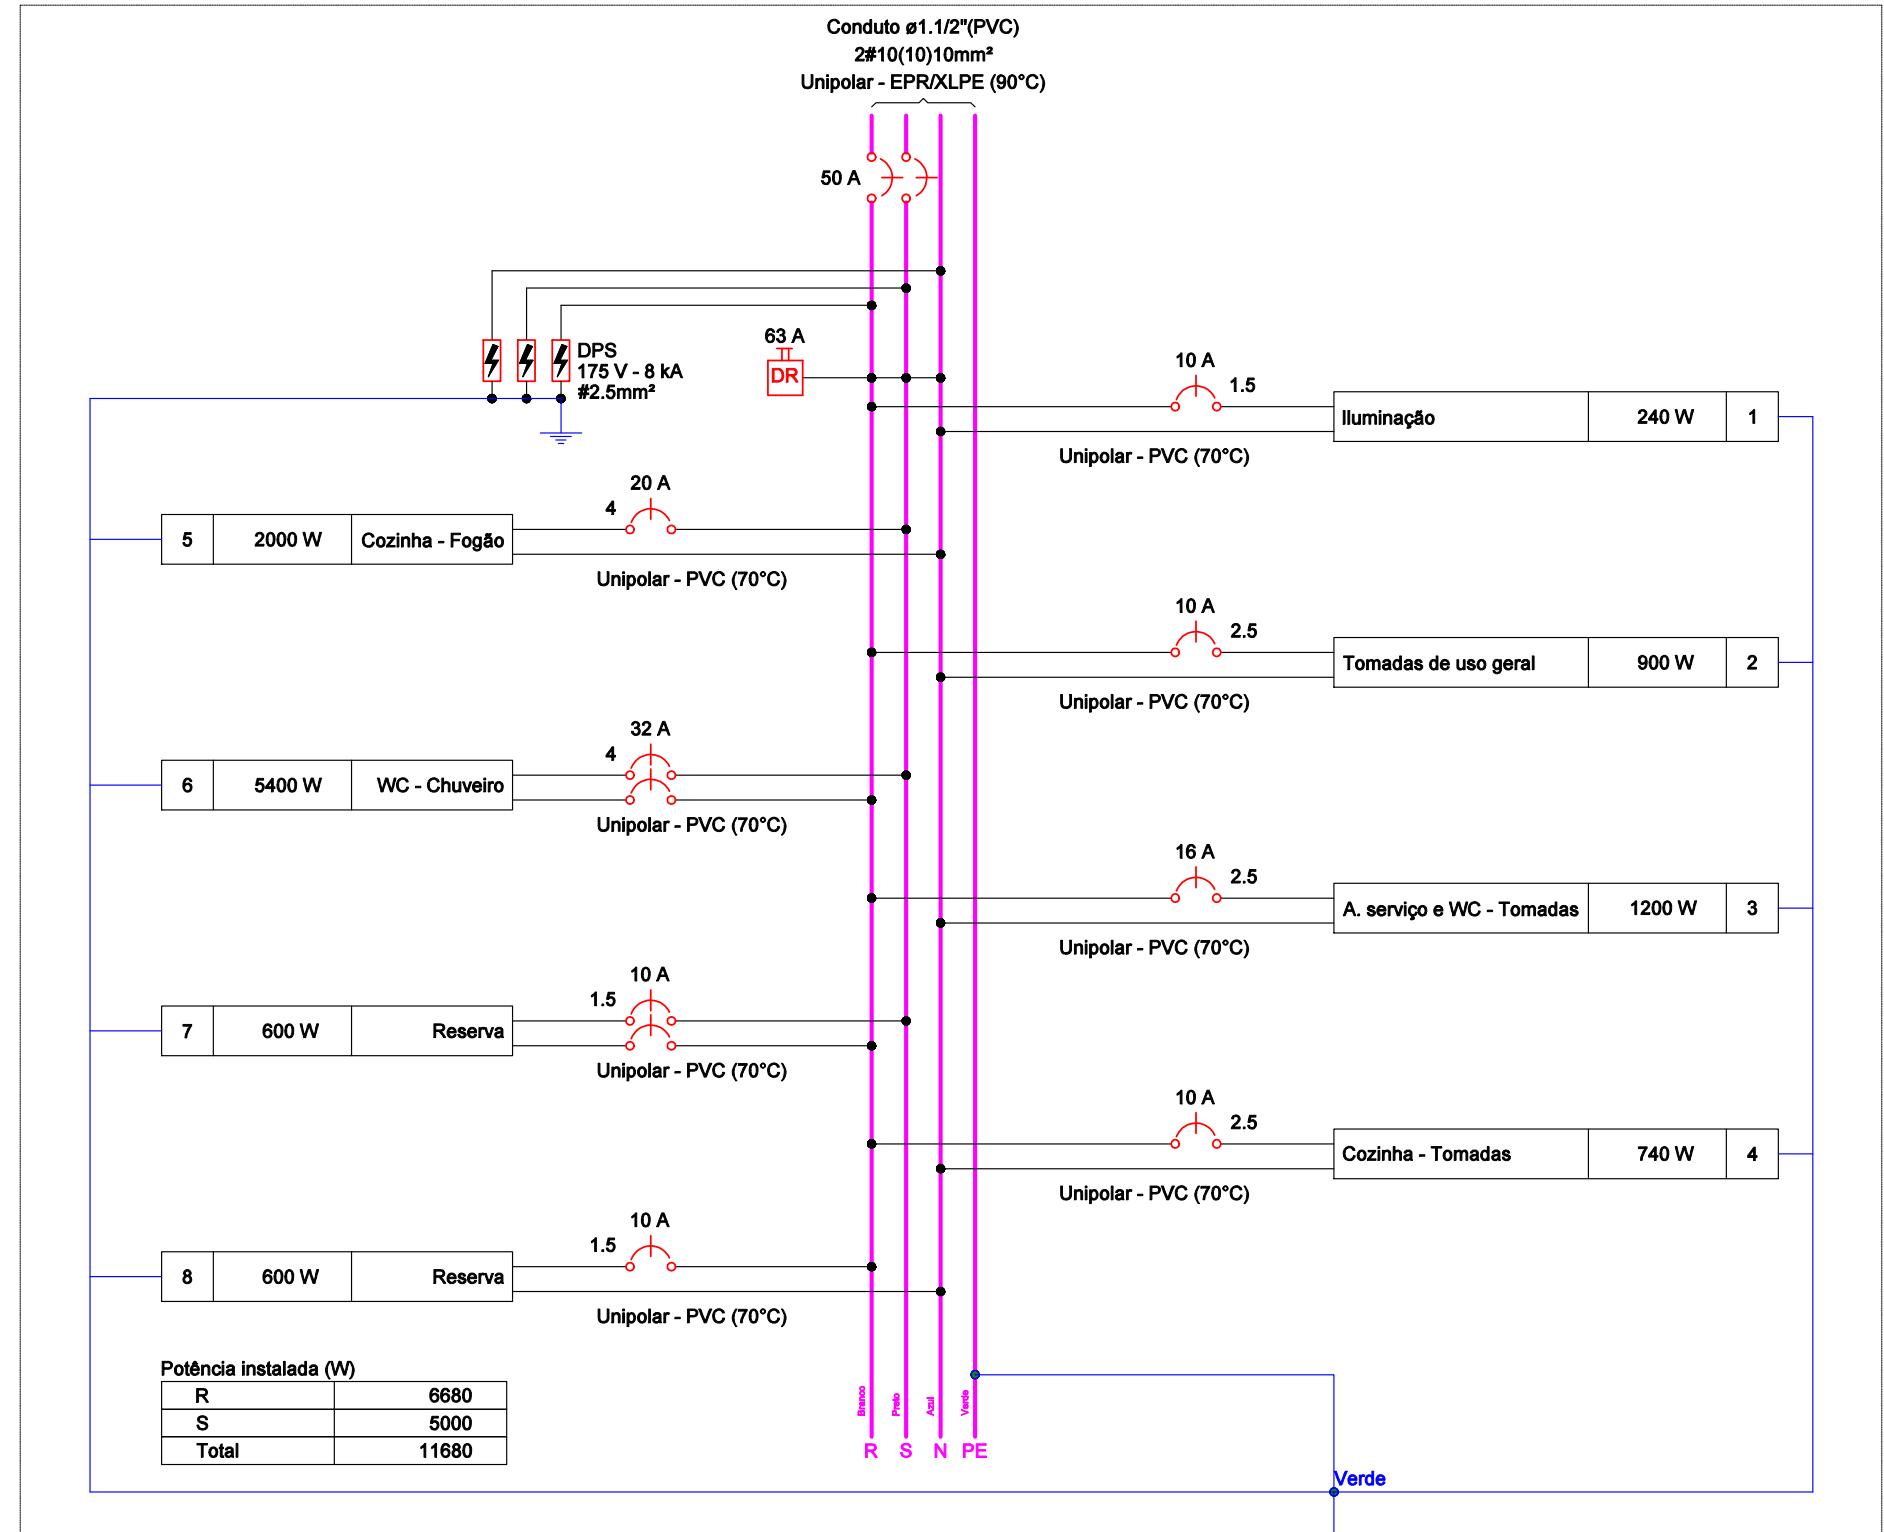 Conduto ø1.1/2"(PVC)
2#10(10)10mm²
Unipolar - EPR/XLPE (90°C)
50 A
63 A
DR
DPS
175 V - 8 kA
#2.5mm²
10 A
1.5
Iluminação 240 W 1
Unipolar - PVC (70°C)
20 A
4
5 2000 W Cozinha - Fogão
Unipolar - PVC (70°C)
10 A
2.5
Tomadas de uso geral 900 W 2
Unipolar - PVC (70°C)
32 A
4
6 5400 W WC - Chuveiro
Unipolar - PVC (70°C)
16 A
2.5
A. serviço e WC - Tomadas 1200 W 3
Unipolar - PVC (70°C)
10 A
1.5
7 600 W Reserva
Unipolar - PVC (70°C)
10 A
2.5
Cozinha - Tomadas 740 W 4
Unipolar - PVC (70°C)
10 A
1.5
8 600 W Reserva
Unipolar - PVC (70°C)
Potência instalada (W)
R 6680
S 5000
Total 11680
Branco
Preto
Azul
Verde
R S N PE
Verde